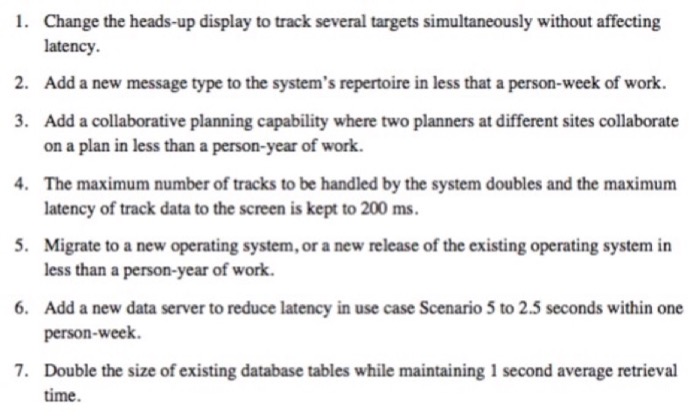 1. Change the heads-up display to track several targets simultaneously without affecting
latency.
2. Add a new message type to the system's repertoire in less that a person-week of work.
3. Add a collaborative planning capability where two planners at different sites collaborate
on a plan in less than a person-year of work.
4. The maximum number of tracks to be handled by the system doubles and the maximum
latency of track data to the screen is kept to 200 ms.
5. Migrate to a new operating system, or a new release of the existing operating system in
less than a person-year of work.
6. Add a new data server to reduce latency in use case Scenario 5 to 2.5 seconds within one
person-week.
7. Double the size of existing database tables while maintaining 1 second average retrieval
time.